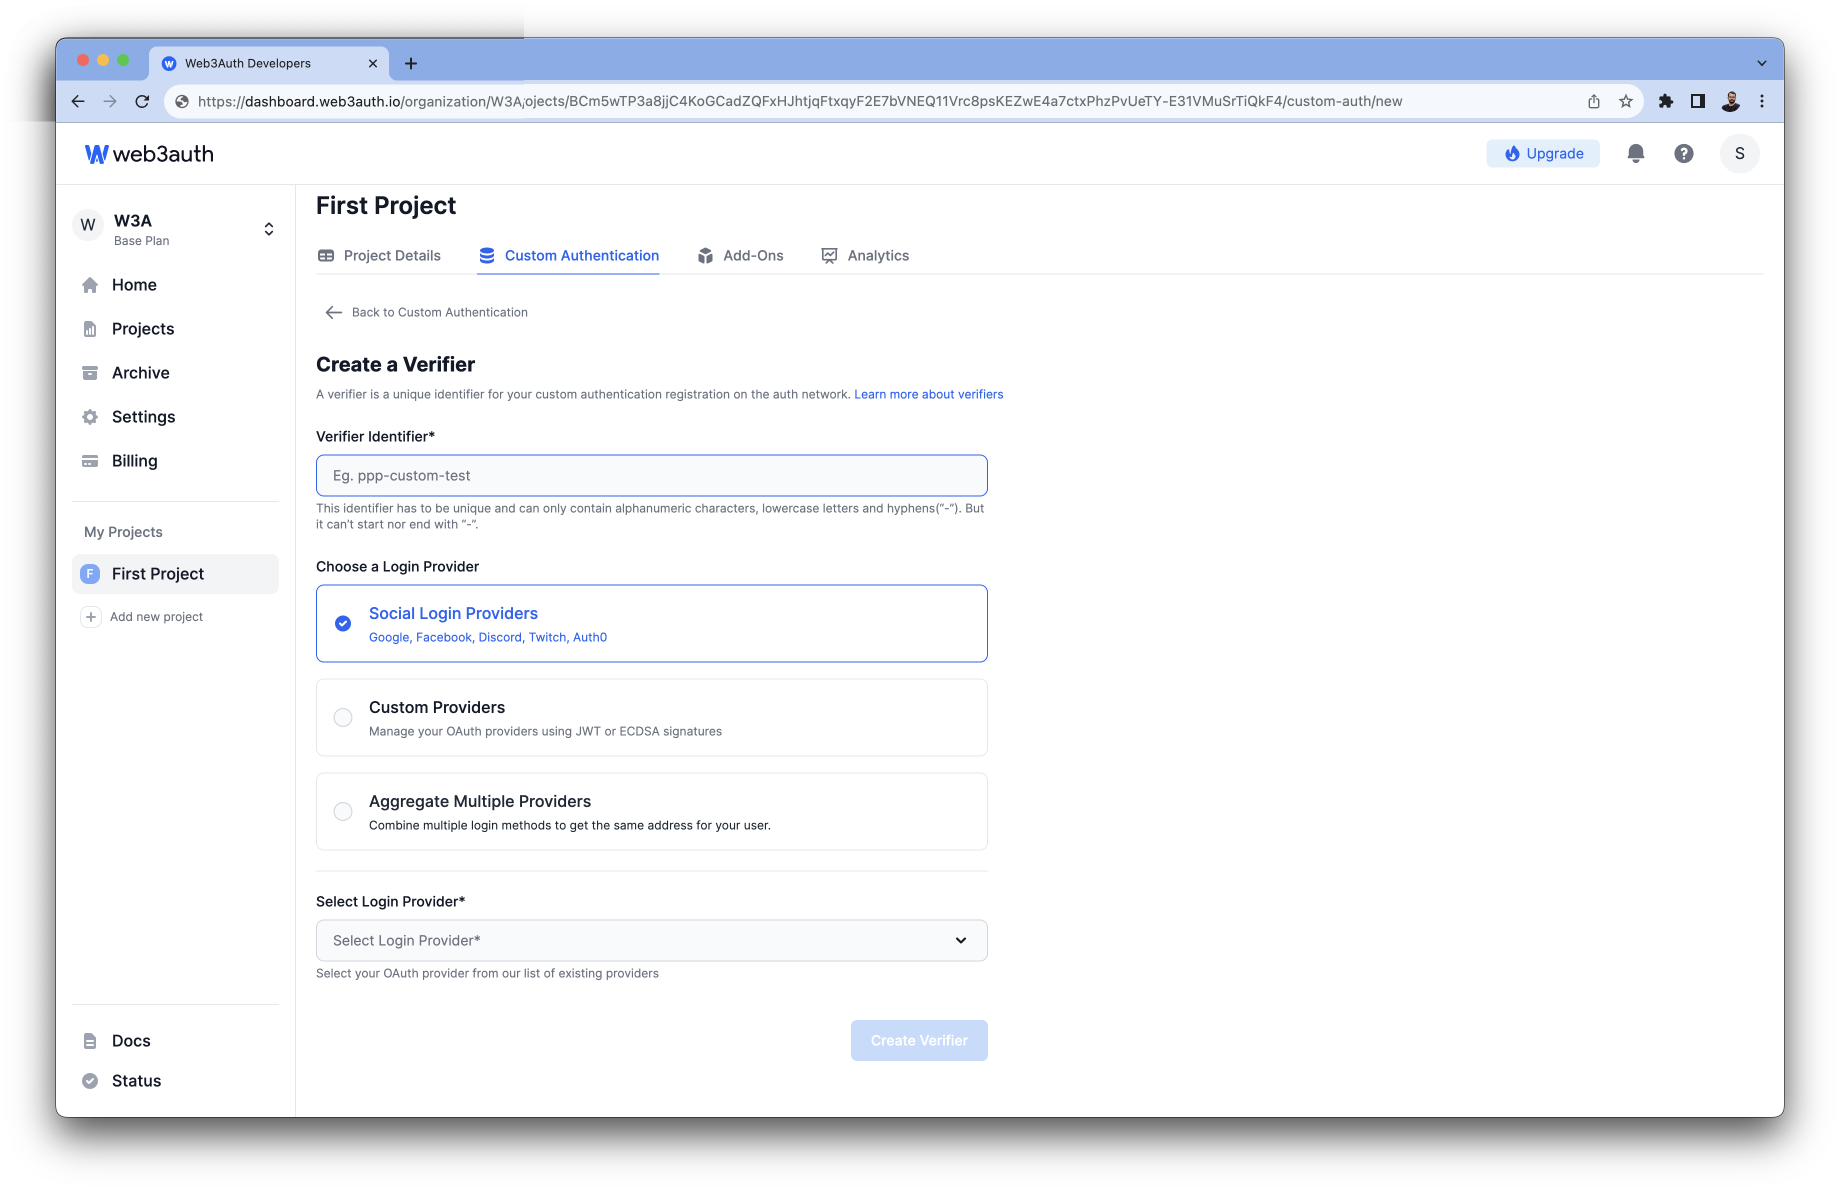 Web3Auth Developers
https://dashboard.web3auth.io/organization/W3A/ojects/BCm5wTP3a8jjC4KoGCadZQFxHJhtjqFtxqyF2E7bVNEQ11Vrc8psKEZwE4a7ctxPhzPvUeTY-E31VMuSrTiQkF4/custom-auth/new
web3auth
Upgrade
S
W
W3A
Base Plan
Home
Projects
Archive
Settings
Billing
My Projects
F
First Project
Add new project
Docs
Status
First Project
Project Details
Custom Authentication
Add-Ons
Analytics
Back to Custom Authentication
Create a Verifier
A verifier is a unique identifier for your custom authentication registration on the auth network. Learn more about verifiers
Verifier Identifier*
Eg. ppp-custom-test
This identifier has to be unique and can only contain alphanumeric characters, lowercase letters and hyphens(“-”). But
it can’t start nor end with “-”.
Choose a Login Provider
Social Login Providers
Google, Facebook, Discord, Twitch, Auth0
Custom Providers
Manage your OAuth providers using JWT or ECDSA signatures
Aggregate Multiple Providers
Combine multiple login methods to get the same address for your user.
Select Login Provider*
Select Login Provider*
Select your OAuth provider from our list of existing providers
Create Verifier